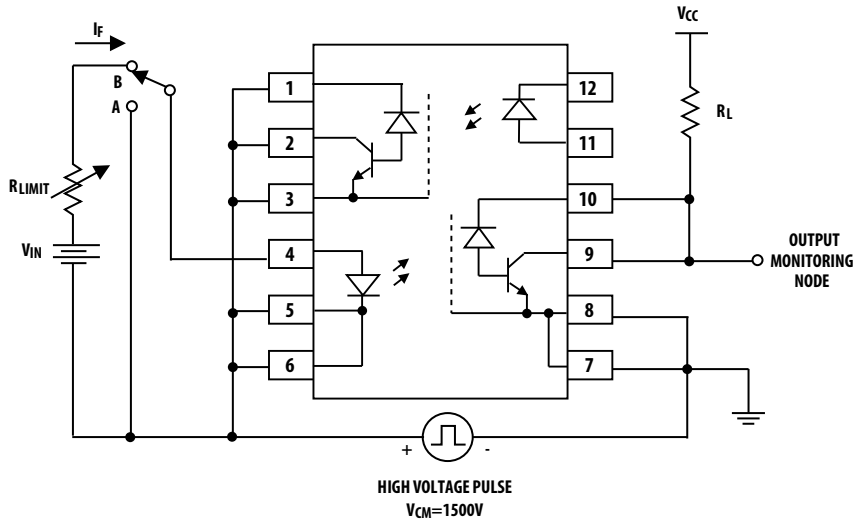 IF
B
A
RLIMIT
VIN
1
2
3
4
5
6
12
11
10
9
8
7
VCC
RL
OUTPUT
MONITORING
NODE
+ -
HIGH VOLTAGE PULSE
VCM=1500V